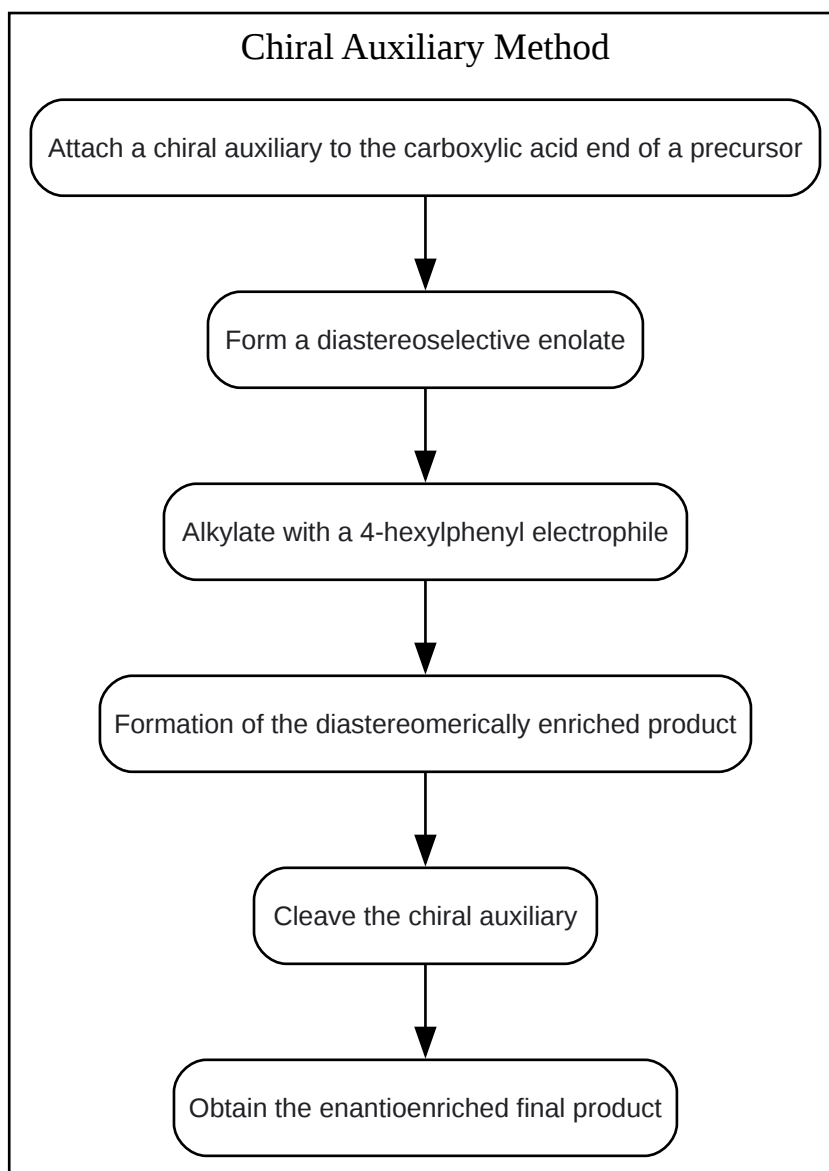 Chiral Auxiliary Method
Attach a chiral auxiliary to the carboxylic acid end of a precursor
Form a diastereoselective enolate
Alkylate with a 4-hexylphenyl electrophile
Formation of the diastereomerically enriched product
Cleave the chiral auxiliary
Obtain the enantioenriched final product